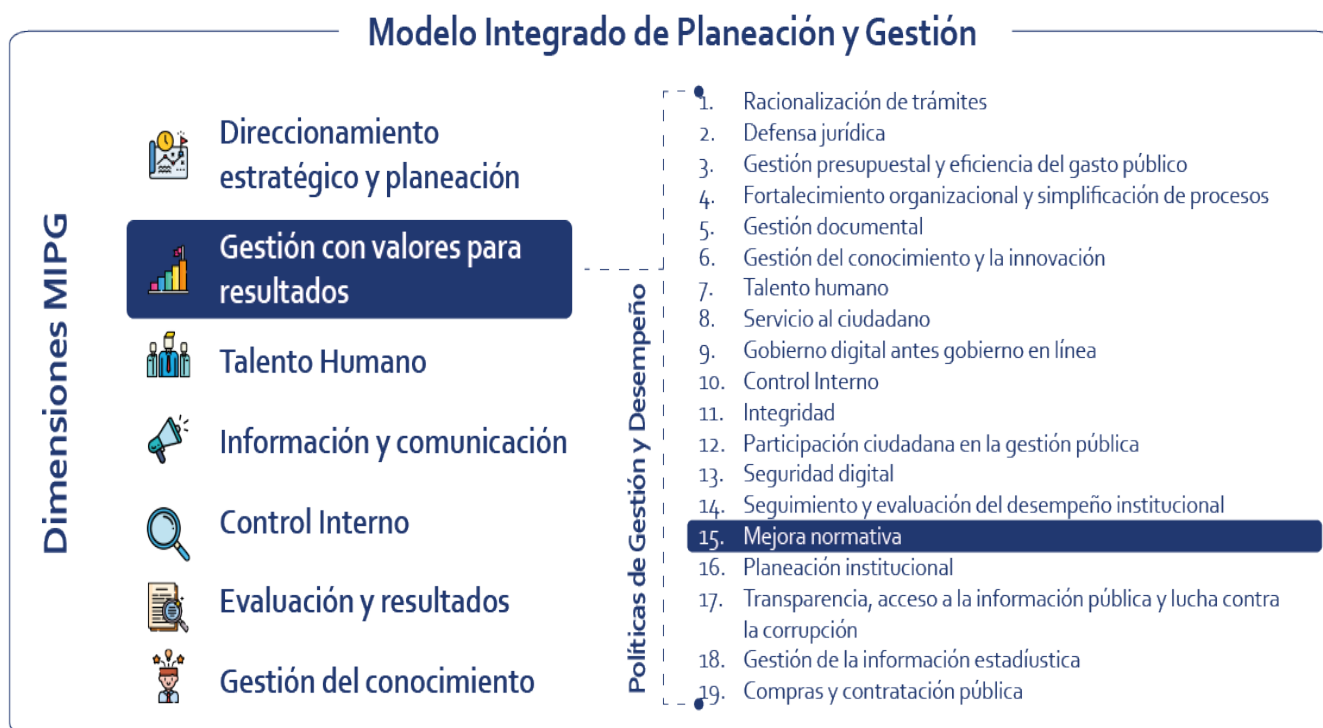 Modelo Integrado de Planeación y Gestión
Dimensiones MIPG
Direccionamiento
estratégico y planeación
Gestión con valores para
resultados
Talento Humano
Información y comunicación
Control Interno
Evaluación y resultados
Gestión del conocimiento
Políticas de Gestión y Desempeño
1. Racionalización de trámites
2. Defensa jurídica
3. Gestión presupuestal y eficiencia del gasto público
4. Fortalecimiento organizacional y simplificación de procesos
5. Gestión documental
6. Gestión del conocimiento y la innovación
7. Talento humano
8. Servicio al ciudadano
9. Gobierno digital antes gobierno en línea
10. Control Interno
11. Integridad
12. Participación ciudadana en la gestión pública
13. Seguridad digital
14. Seguimiento y evaluación del desempeño institucional
15. Mejora normativa
16. Planeación institucional
17. Transparencia, acceso a la información pública y lucha contra
la corrupción
18. Gestión de la información estadíustica
19. Compras y contratación pública